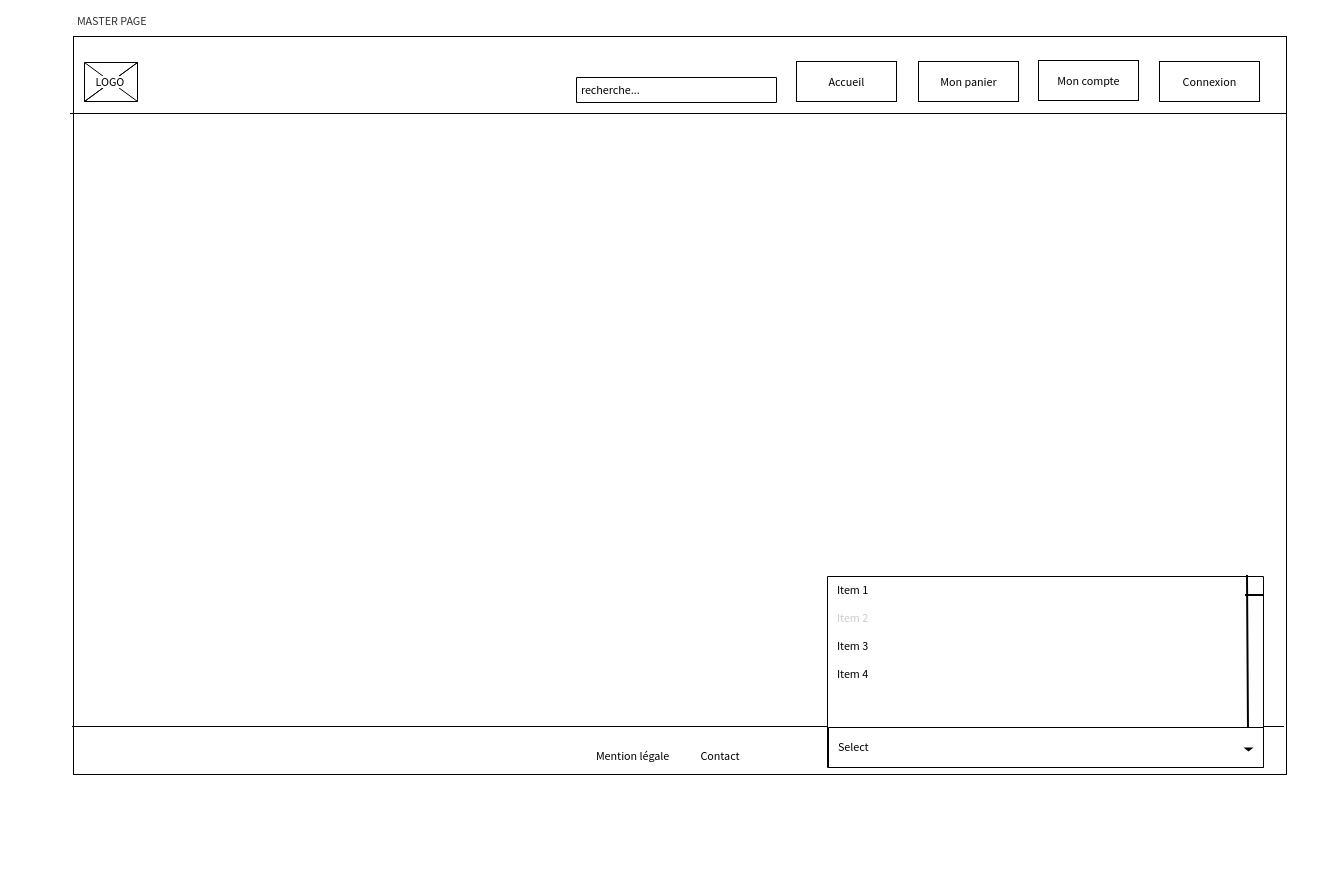 MASTER PAGE
LOGO
recherche...
Accueil
Mon panier
Mon compte
Connexion
Item 1
Item 2
Item 3
Item 4
Select
Mention légale
Contact